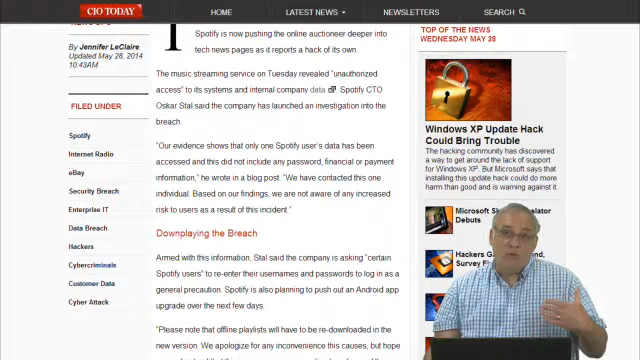 CIO TODAY
HOME
LATEST NEWS
NEWSLETTERS
SEARCH
By Jennifer LeClaire
Updated May 28, 2014
10:43AM
FILED UNDER
Spotify
Internet Radio
eBay
Security Breach
Enterprise IT
Data Breach
Hackers
Cybercriminals
Customer Data
Cyber Attack
Spotify is now pushing the online auctioneer deeper into
tech news pages as it reports a hack of its own.
The music streaming service on Tuesday revealed "unauthorized
access" to its systems and internal company data. Spotify CTO
Oskar Stal said the company has launched an investigation into the
breach.
"Our evidence shows that only one Spotify user's data has been
accessed and this did not include any password, financial or payment
information," he wrote in a blog post. "We have contacted this one
individual. Based on our findings, we are not aware of any increased
risk to users as a result of this incident."
Downplaying the Breach
Armed with this information, Stal said the company is asking "certain
Spotify users" to re-enter their usernames and passwords to log in as a
general precaution. Spotify is also planning to push out an Android app
upgrade over the next few days.
"Please note that offline playlists will have to be re-downloaded in the
new version. We apologize for any inconvenience this causes, but hope
TOP OF THE NEWS
WEDNESDAY MAY 28
Windows XP Update Hack
Could Bring Trouble
The hacking community has discovered
a way to get around the lack of support
for Windows XP. But Microsoft says that
installing this update hack could do more
harm than good and is warning against it.
Microsoft
Debuts
Hackers
Survey